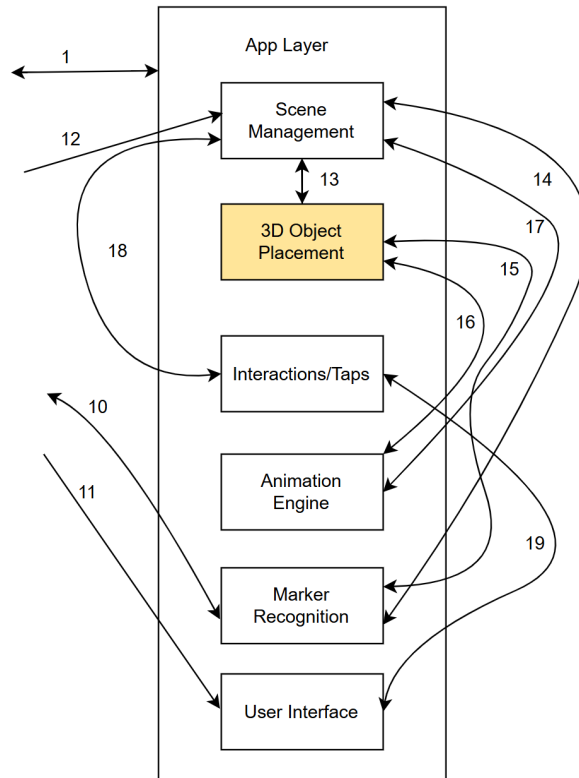 App Layer
1
Scene
Management
12
13
14
17
3D Object
Placement
18
15
16
Interactions/Taps
10
11
Animation
Engine
19
Marker
Recognition
User Interface